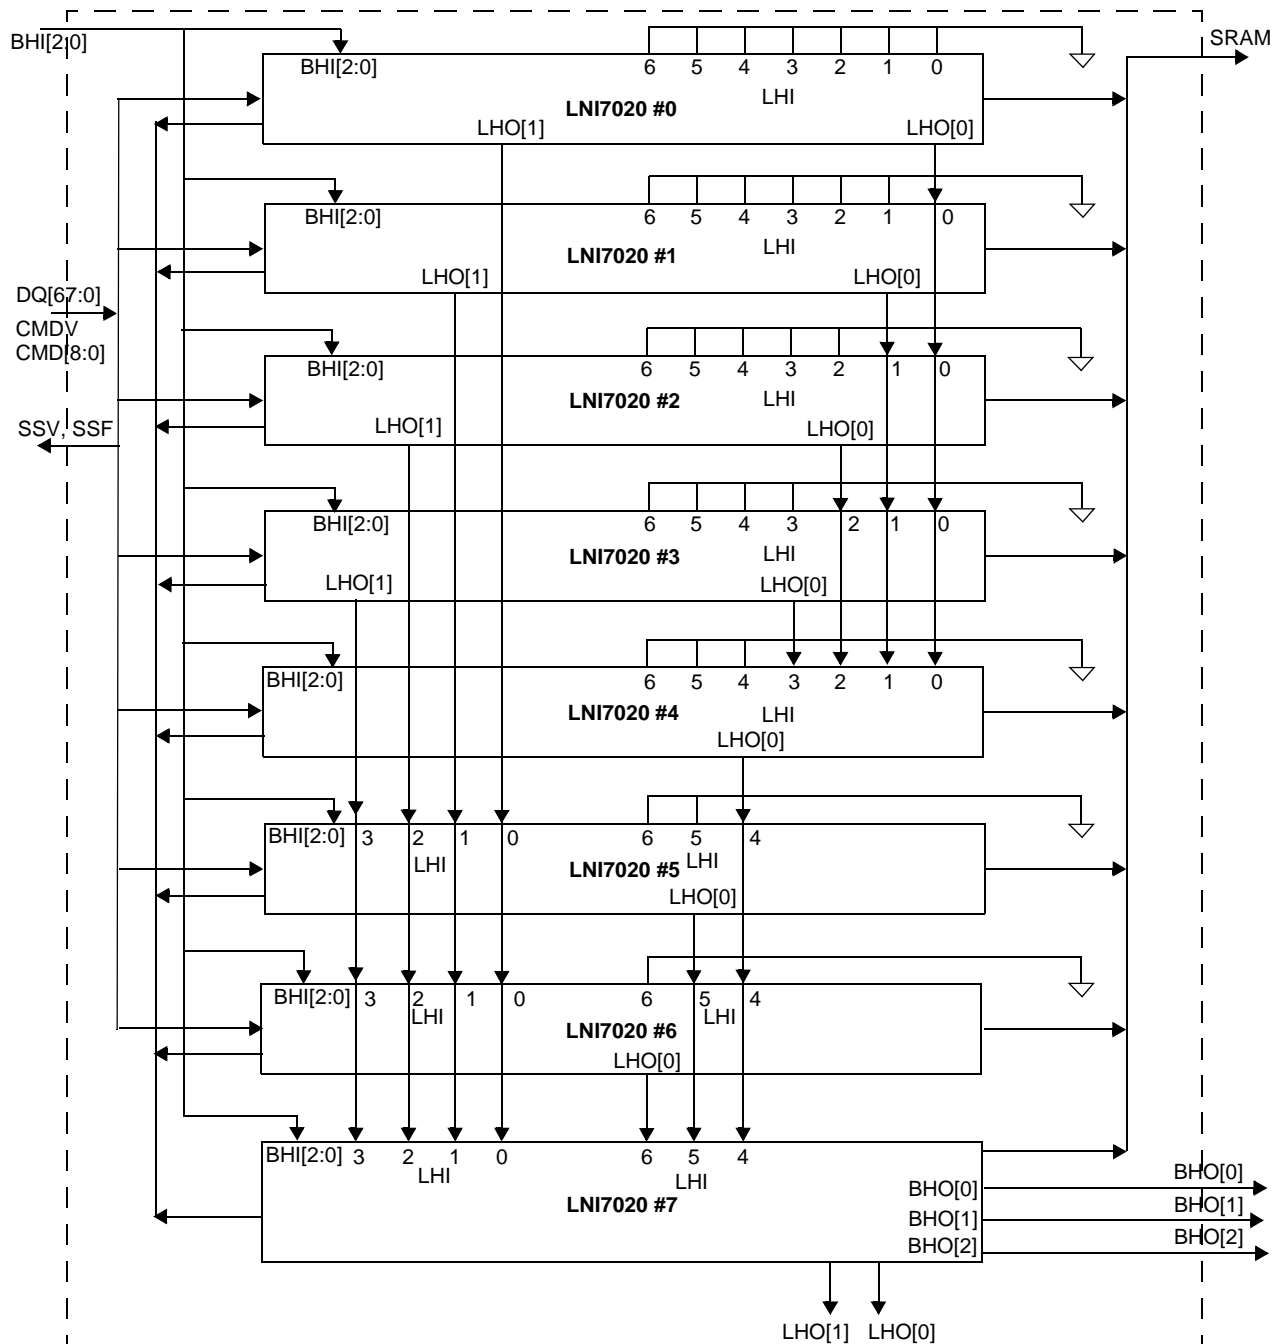 BHI[2:0]
SRAM
BHI[2:0]
6 5 4 3 2 1 0
LHI
LNI7020 #0
LHO[1]
LHO[0]
BHI[2:0]
6 5 4 3 2 1 0
LHI
LNI7020 #1
LHO[1]
LHO[0]
DQ[67:0]
CMDV
CMD[8:0]
BHI[2:0]
6 5 4 3 2 1 0
LHI
LNI7020 #2
LHO[1]
LHO[0]
SSV, SSF
BHI[2:0]
6 5 4 3 2 1 0
LHI
LNI7020 #3
LHO[1]
LHO[0]
BHI[2:0]
6 5 4 3 2 1 0
LHI
LNI7020 #4
LHO[0]
BHI[2:0] 3 2 1 0 6 5 4
LHI
LHI
LNI7020 #5
LHO[0]
BHI[2:0] 3 2 1 0 6 5 4
LHI
LHI
LNI7020 #6
LHO[0]
BHI[2:0] 3 2 1 0 6 5 4
LHI
LHI
LNI7020 #7
BHO[0]
BHO[1]
BHO[2]
BHO[0]
BHO[1]
BHO[2]
LHO[1] LHO[0]